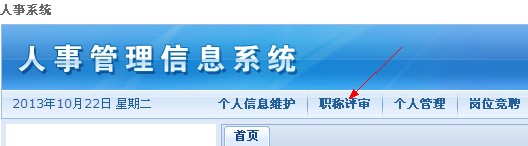 人事系统
人事管理信息系统
2013年10月22日 星期二 个人信息维护 职称评审 个人管理 岗位竞聘
首页